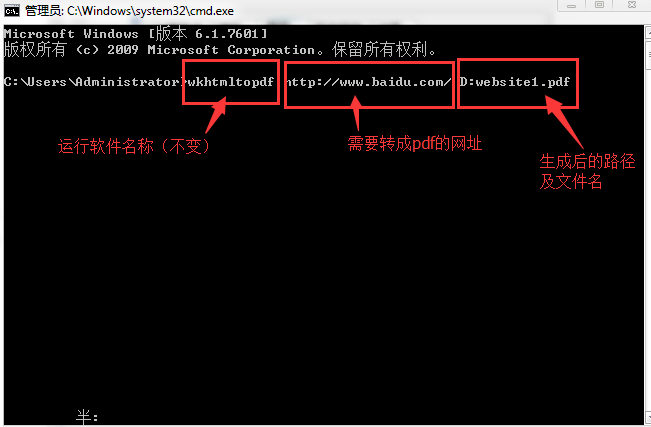 管理员: C:\Windows\system32\cmd.exe
Microsoft Windows [版本 6.1.7601]
版权所有 (c) 2009 Microsoft Corporation。保留所有权利。
C:\Users\Administrator>wkhtmltopdf http://www.baidu.com/ D:website1.pdf
运行软件名称（不变）
需要转成pdf的网址
生成后的路径
及文件名
半: